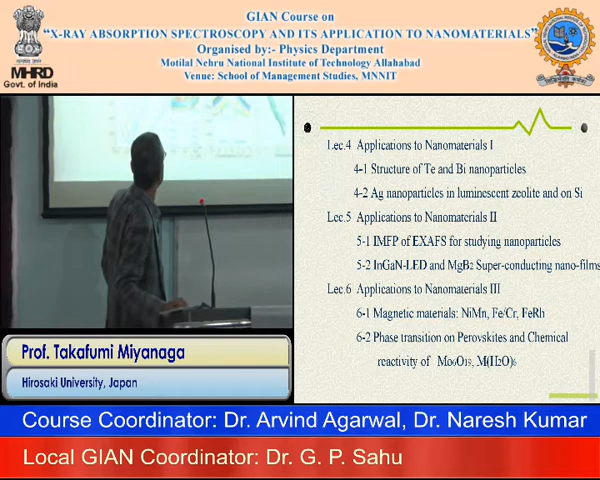 GIAN Course on
“X-RAY ABSORPTION SPECTROSCOPY AND ITS APPLICATION TO NANOMATERIALS”
Organised by:- Physics Department
Motilal Nehru National Institute of Technology Allahabad
Venue: School of Management Studies, MNNIT
MHRD
Govt. of India
Lec.4 Applications to Nanomaterials I
4-1 Structure of Te and Bi nanoparticles
4-2 Ag nanoparticles in luminescent zeolite and on Si
Lec.5 Applications to Nanomaterials II
5-1 IMFP of EXAFS for studying nanoparticles
5-2 InGaN-LED and MgB2 Super-conducting nano-films
Lec.6 Applications to Nanomaterials III
6-1 Magnetic materials: NiMn, Fe/Cr, FeRh
6-2 Phase transition on Perovskites and Chemical
reactivity of Mo6O19, M(H2O)6
Prof. Takafumi Miyanaga
Hirosaki University, Japan
Course Coordinator: Dr. Arvind Agarwal, Dr. Naresh Kumar
Local GIAN Coordinator: Dr. G. P. Sahu